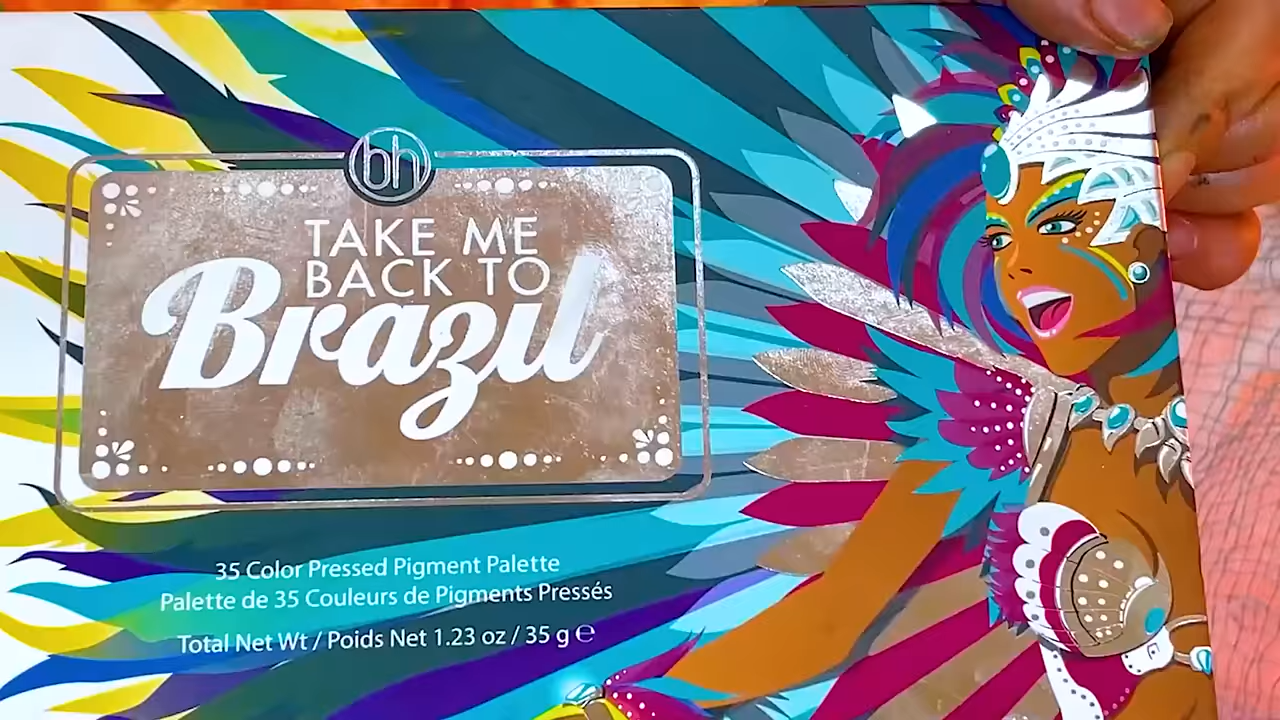 bh
TAKE ME
BACK TO
Brazil
35 Color Pressed Pigment Palette
Palette de 35 Couleurs de Pigments Pressés
Total Net Wt / Poids Net 1.23 oz / 35 g ℮